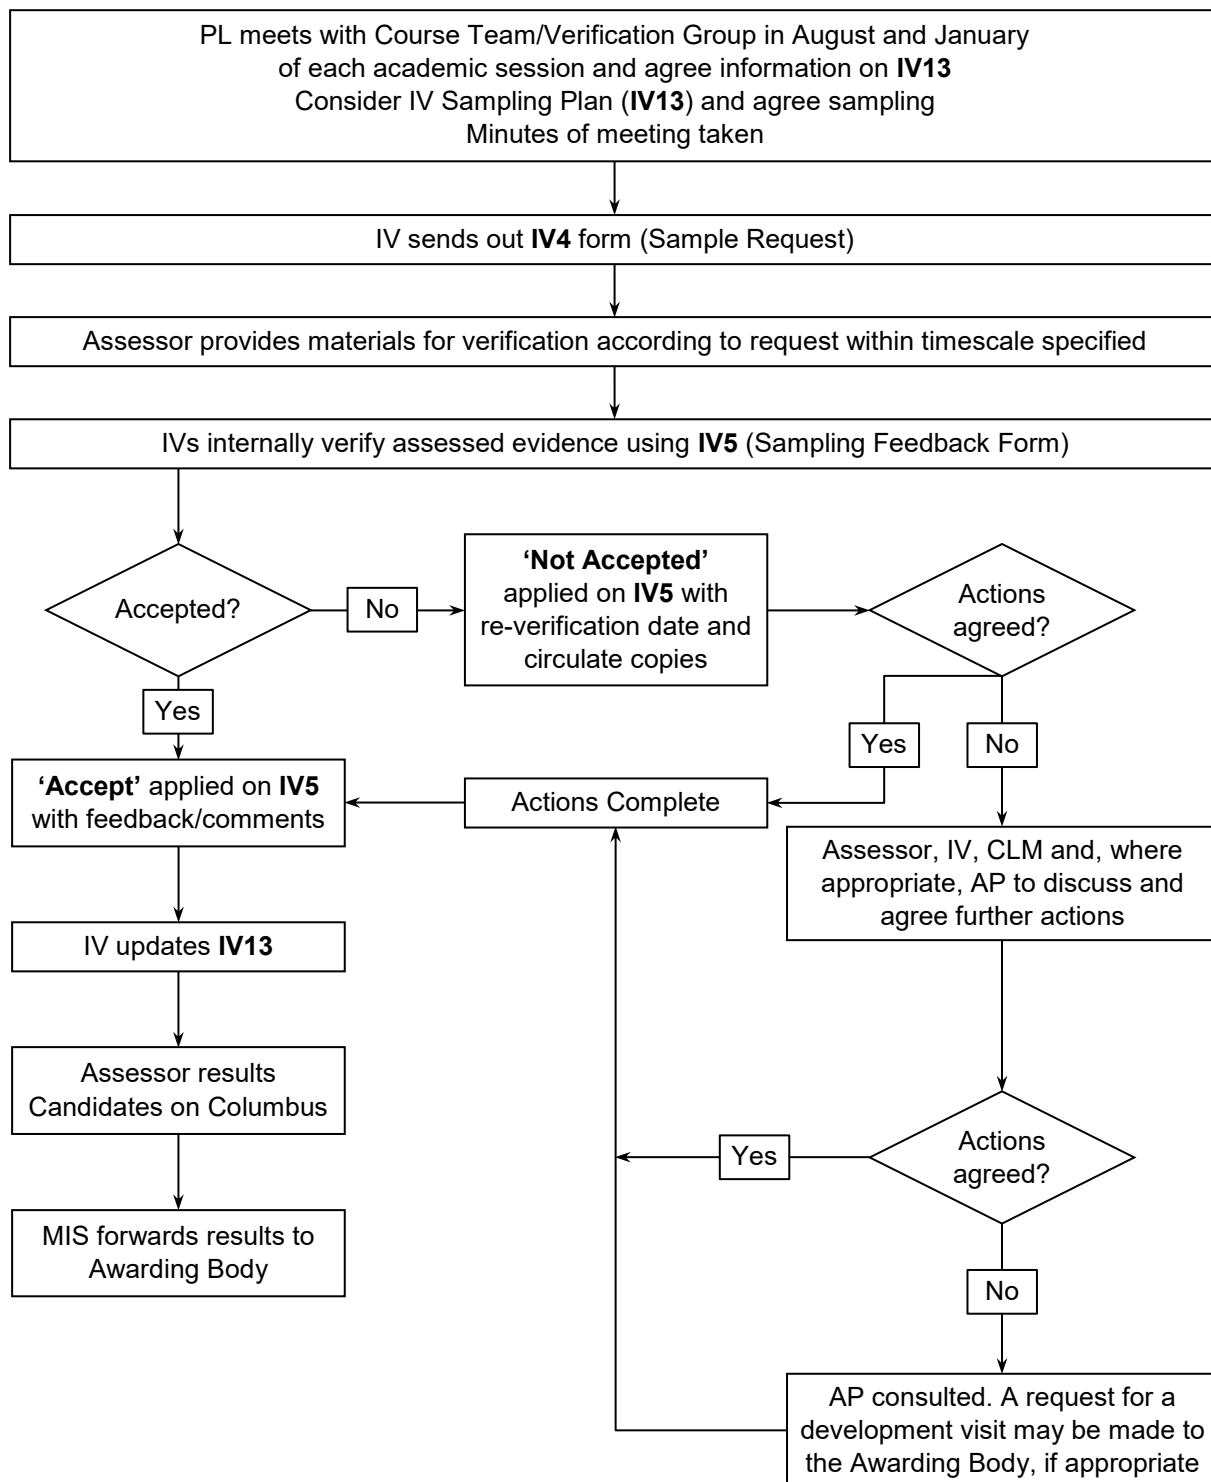 PL meets with Course Team/Verification Group in August and January
of each academic session and agree information on IV13
Consider IV Sampling Plan (IV13) and agree sampling
Minutes of meeting taken
IV sends out IV4 form (Sample Request)
Assessor provides materials for verification according to request within timescale specified
IVs internally verify assessed evidence using IV5 (Sampling Feedback Form)
Accepted?
No
‘Not Accepted’
applied on IV5 with
re-verification date and
circulate copies
Actions
agreed?
Yes
Yes
No
‘Accept’ applied on IV5
with feedback/comments
Actions Complete
Assessor, IV, CLM and, where
appropriate, AP to discuss and
agree further actions
IV updates IV13
Assessor results
Candidates on Columbus
Yes
Actions
agreed?
MIS forwards results to
Awarding Body
No
AP consulted. A request for a
development visit may be made to
the Awarding Body, if appropriate